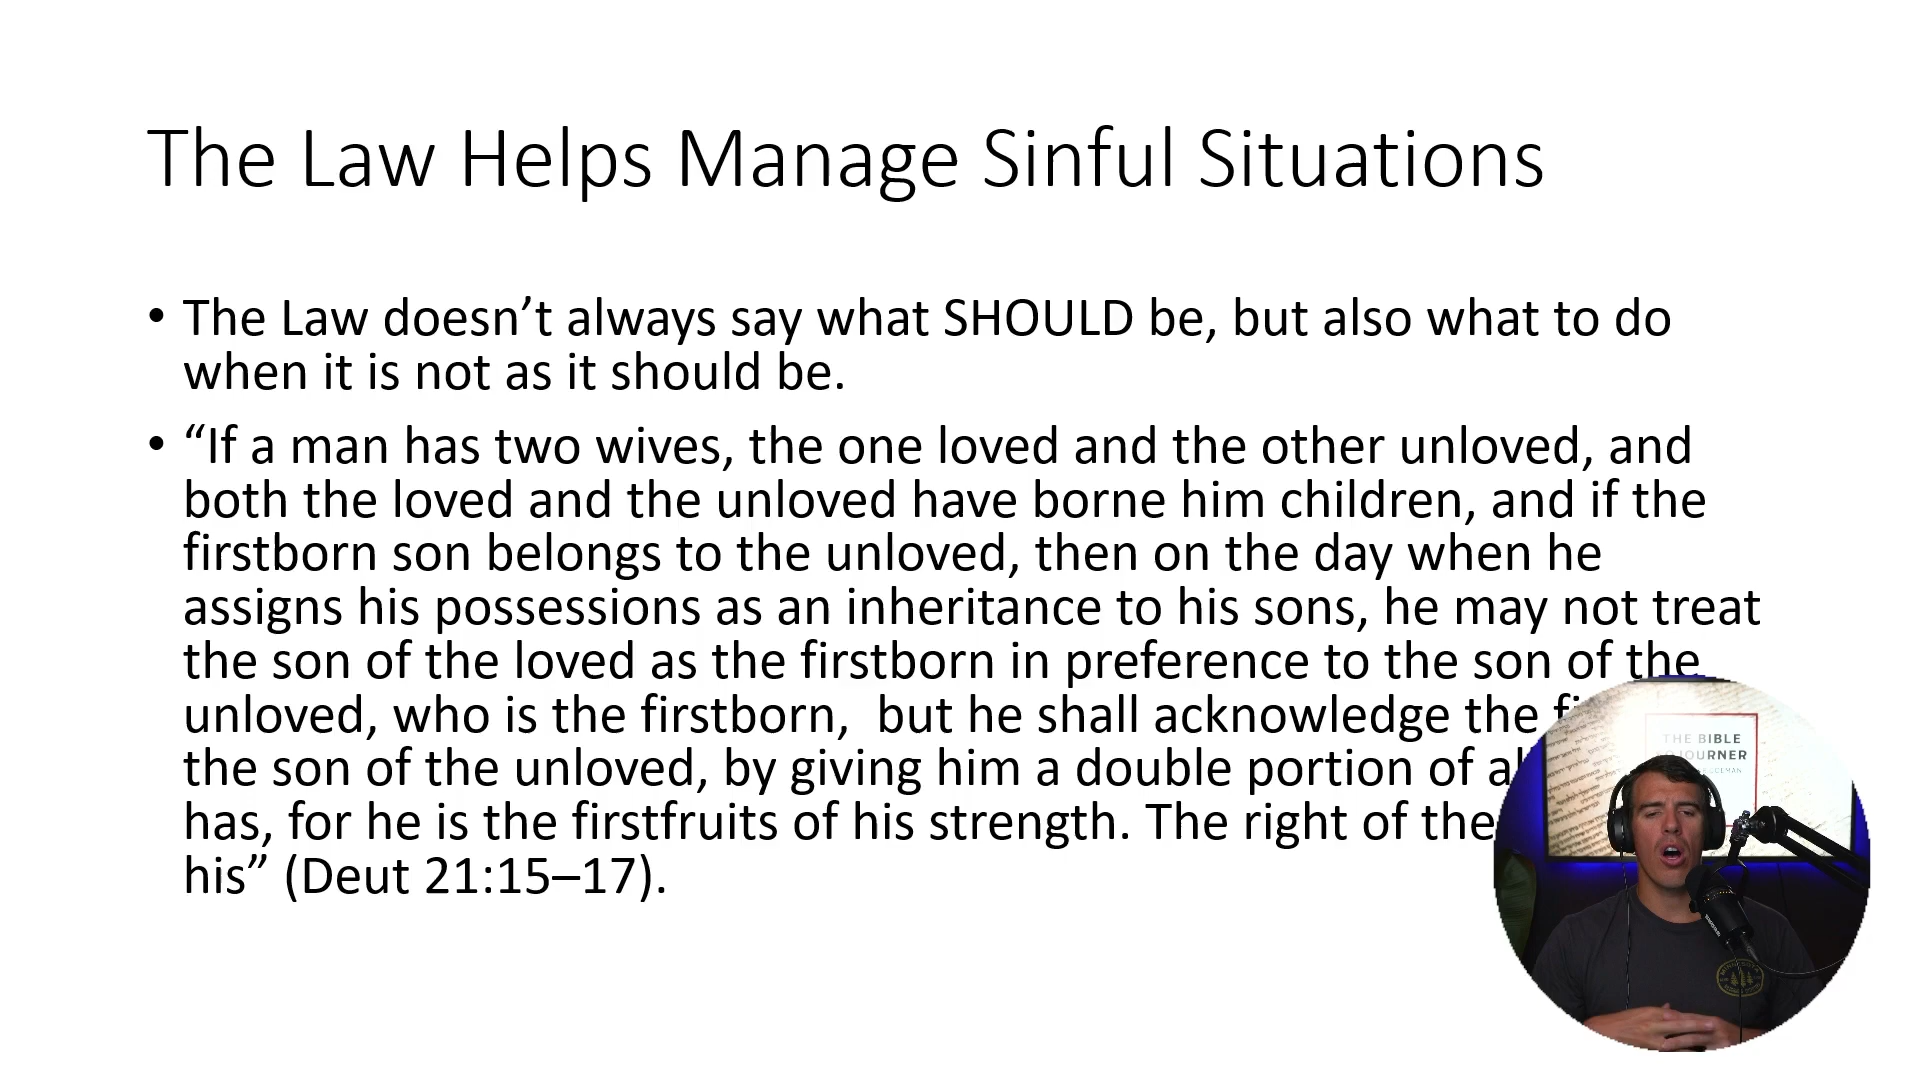 The Law Helps Manage Sinful Situations
• The Law doesn’t always say what SHOULD be, but also what to do
when it is not as it should be.
• “If a man has two wives, the one loved and the other unloved, and
both the loved and the unloved have borne him children, and if the
firstborn son belongs to the unloved, then on the day when he
assigns his possessions as an inheritance to his sons, he may not treat
the son of the loved as the firstborn in preference to the son of the
unloved, who is the firstborn,  but he shall acknowledge the
the son of the unloved, by giving him a double portion of
has, for he is the firstfruits of his strength. The right of the
his” (Deut 21:15–17).
THE BIBLE